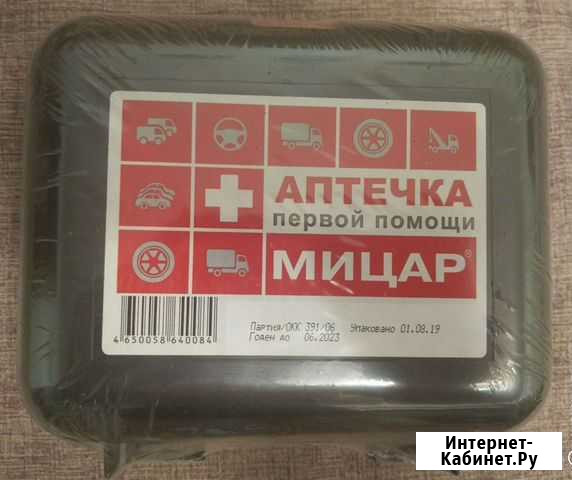 АПТЕЧКА
первой помощи
МИЦАР®
Партия/ОКК 391/06 Упаковано 01.08.19
Годен до 06.2023
4 650058 640084
Интернет-
Кабинет.Ру